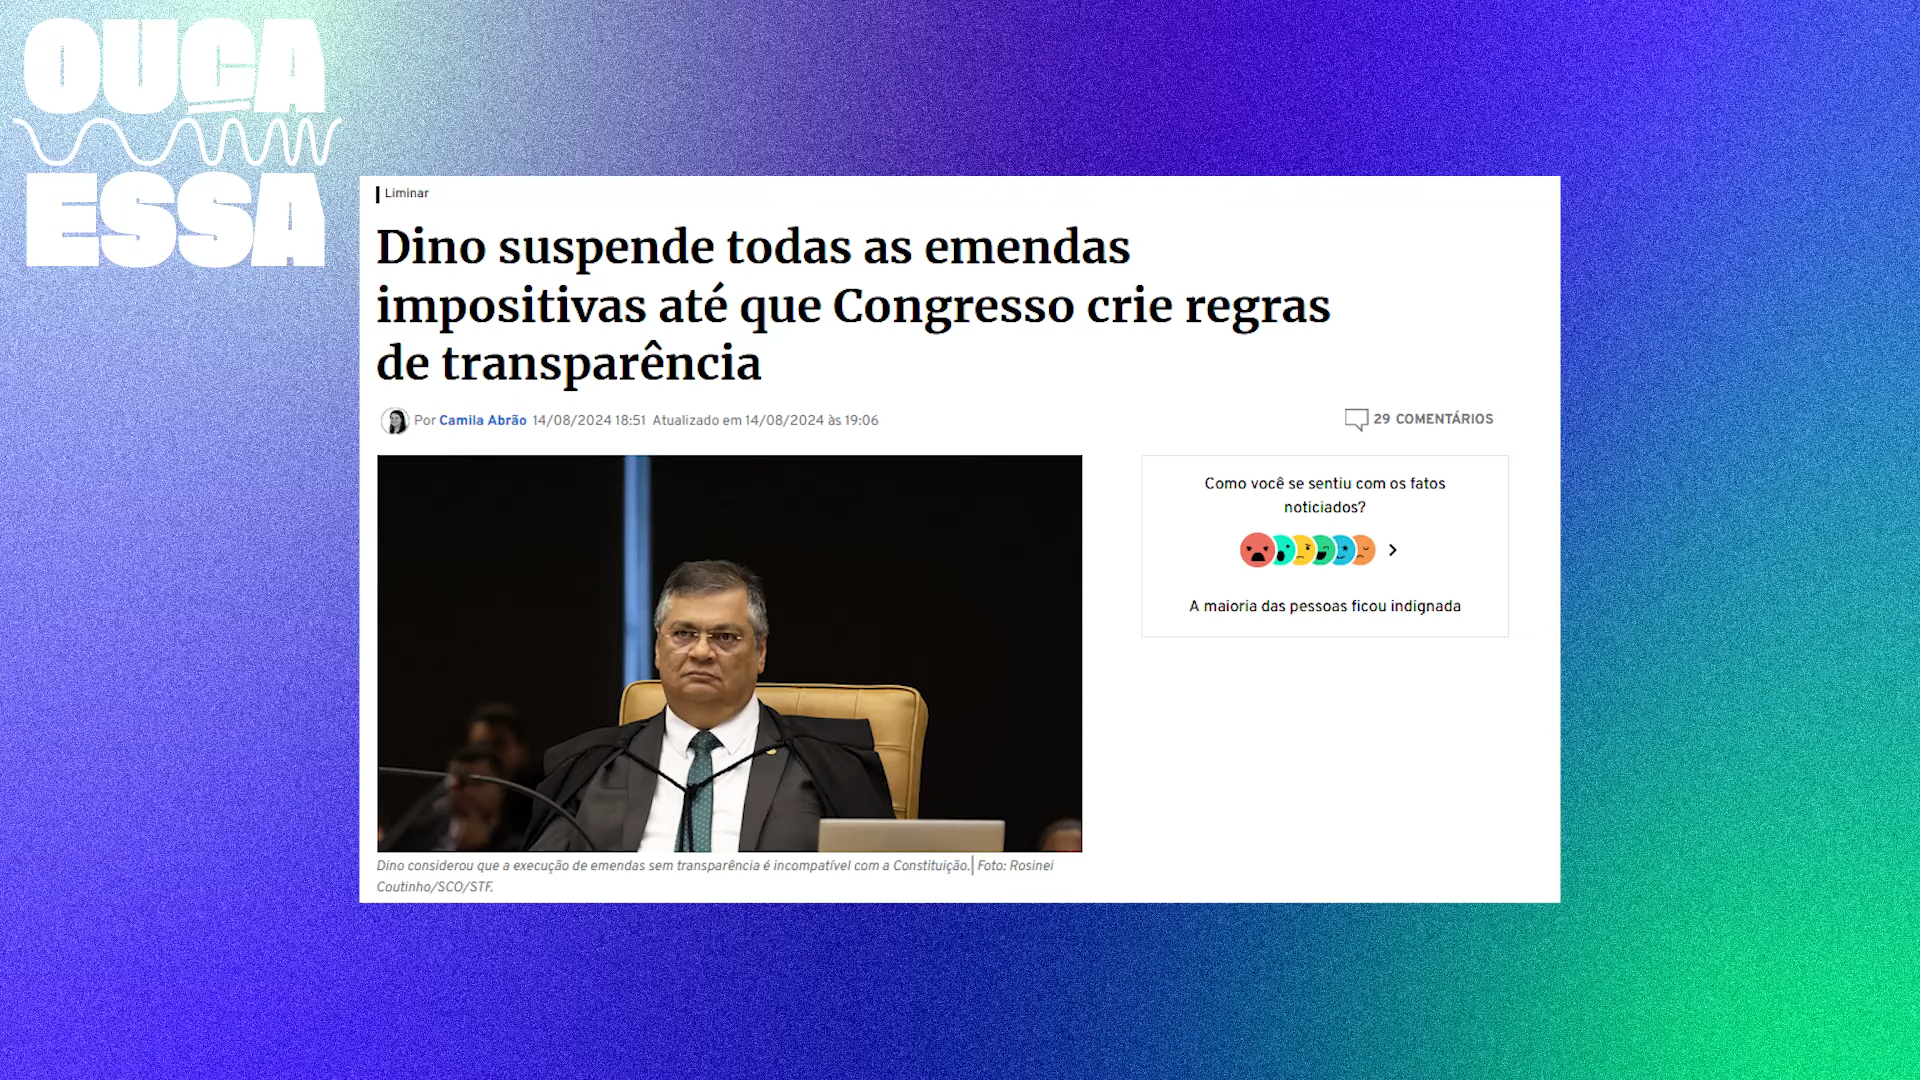 OUÇA
ESSA
Liminar
Dino suspende todas as emendas
impositivas até que Congresso crie regras
de transparência
Por Camila Abrão 14/08/2024 18:51 Atualizado em 14/08/2024 às 19:06
29 COMENTÁRIOS
Como você se sentiu com os fatos
noticiados?
A maioria das pessoas ficou indignada
Dino considerou que a execução de emendas sem transparência é incompatível com a Constituição.| Foto: Rosinei
Coutinho/SCO/STF.